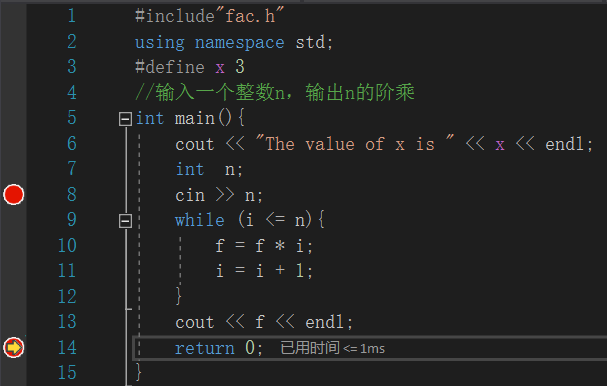 1 #include"fac.h"
2 using namespace std;
3 #define x 3
4 //输入一个整数n，输出n的阶乘
5 int main(){
6 cout << "The value of x is " << x << endl;
7 int  n;
8 cin >> n;
9 while (i <= n){
10 f = f * i;
11 i = i + 1;
12 }
13 cout << f << endl;
14 return 0; 已用时间 <= 1ms
15 }